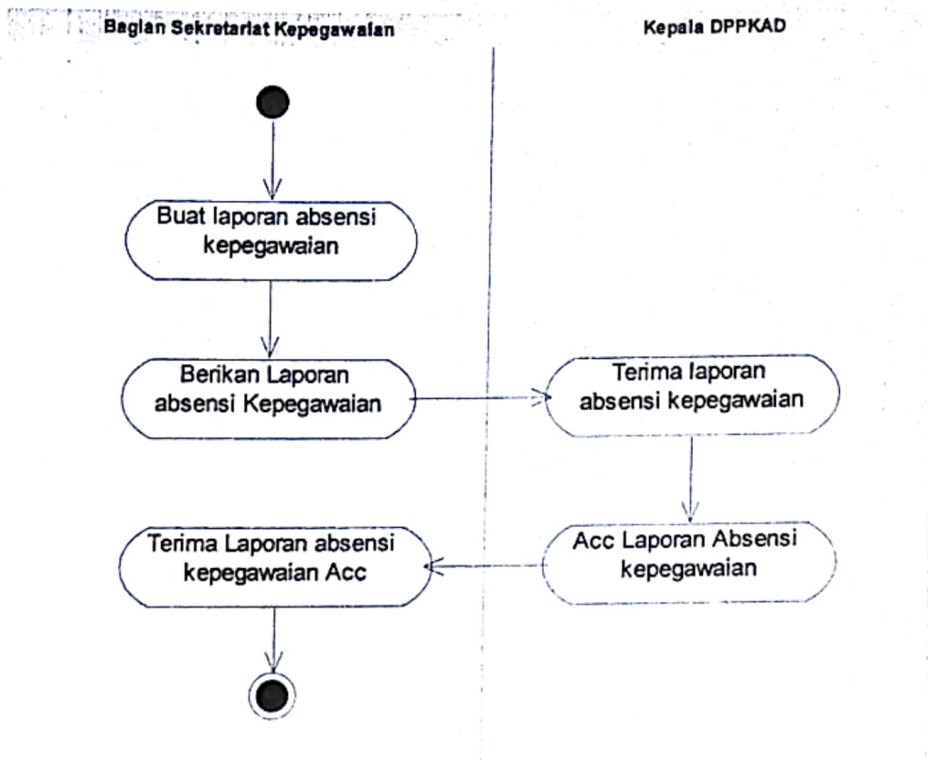 Bagian Sekretariat Kepegawaian
Kepala DPPKAD
Buat laporan absensi
kepegawaian
Berikan Laporan
absensi Kepegawaian
Terima laporan
absensi kepegawaian
Acc Laporan Absensi
kepegawaian
Terima Laporan absensi
kepegawaian Acc